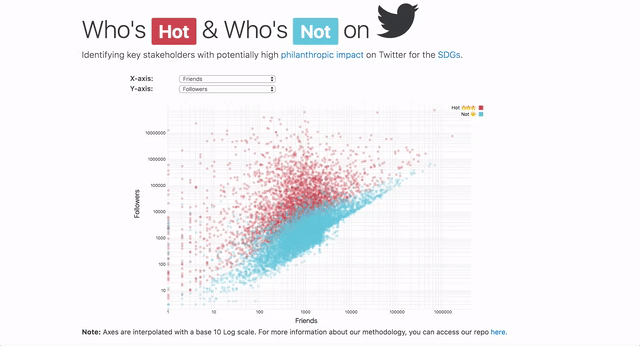 Who's Hot & Who's Not on
Identifying key stakeholders with potentially high philanthropic impact on Twitter for the SDGs.
X-axis: Friends
Y-axis: Followers
Hot 🔥🔥🔥
Not
10000000
1000000
100000
10000
1000
100
10
Followers
1 10 100 1000 10000 100000 1000000
Friends
Note: Axes are interpolated with a base 10 Log scale. For more information about our methodology, you can access our repo here.